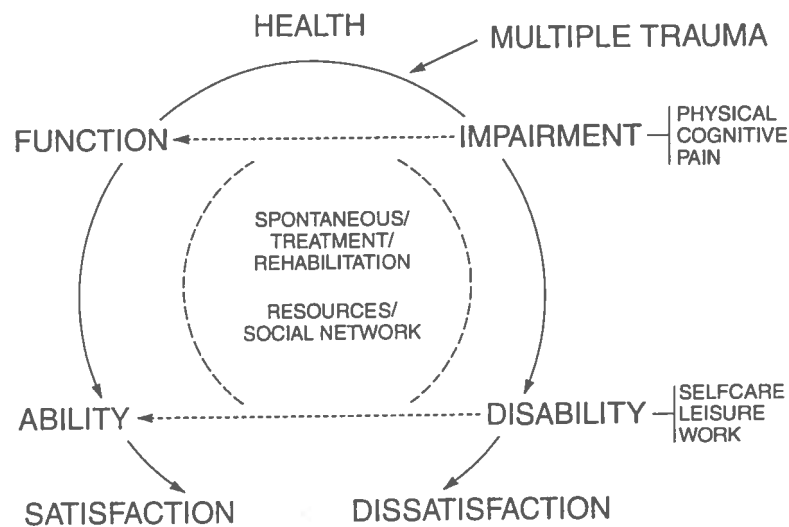 HEALTH
MULTIPLE TRAUMA
FUNCTION
IMPAIRMENT
PHYSICAL
COGNITIVE
PAIN
SPONTANEOUS/
TREATMENT/
REHABILITATION
RESOURCES/
SOCIAL NETWORK
ABILITY
DISABILITY
SELFCARE
LEISURE
WORK
SATISFACTION
DISSATISFACTION